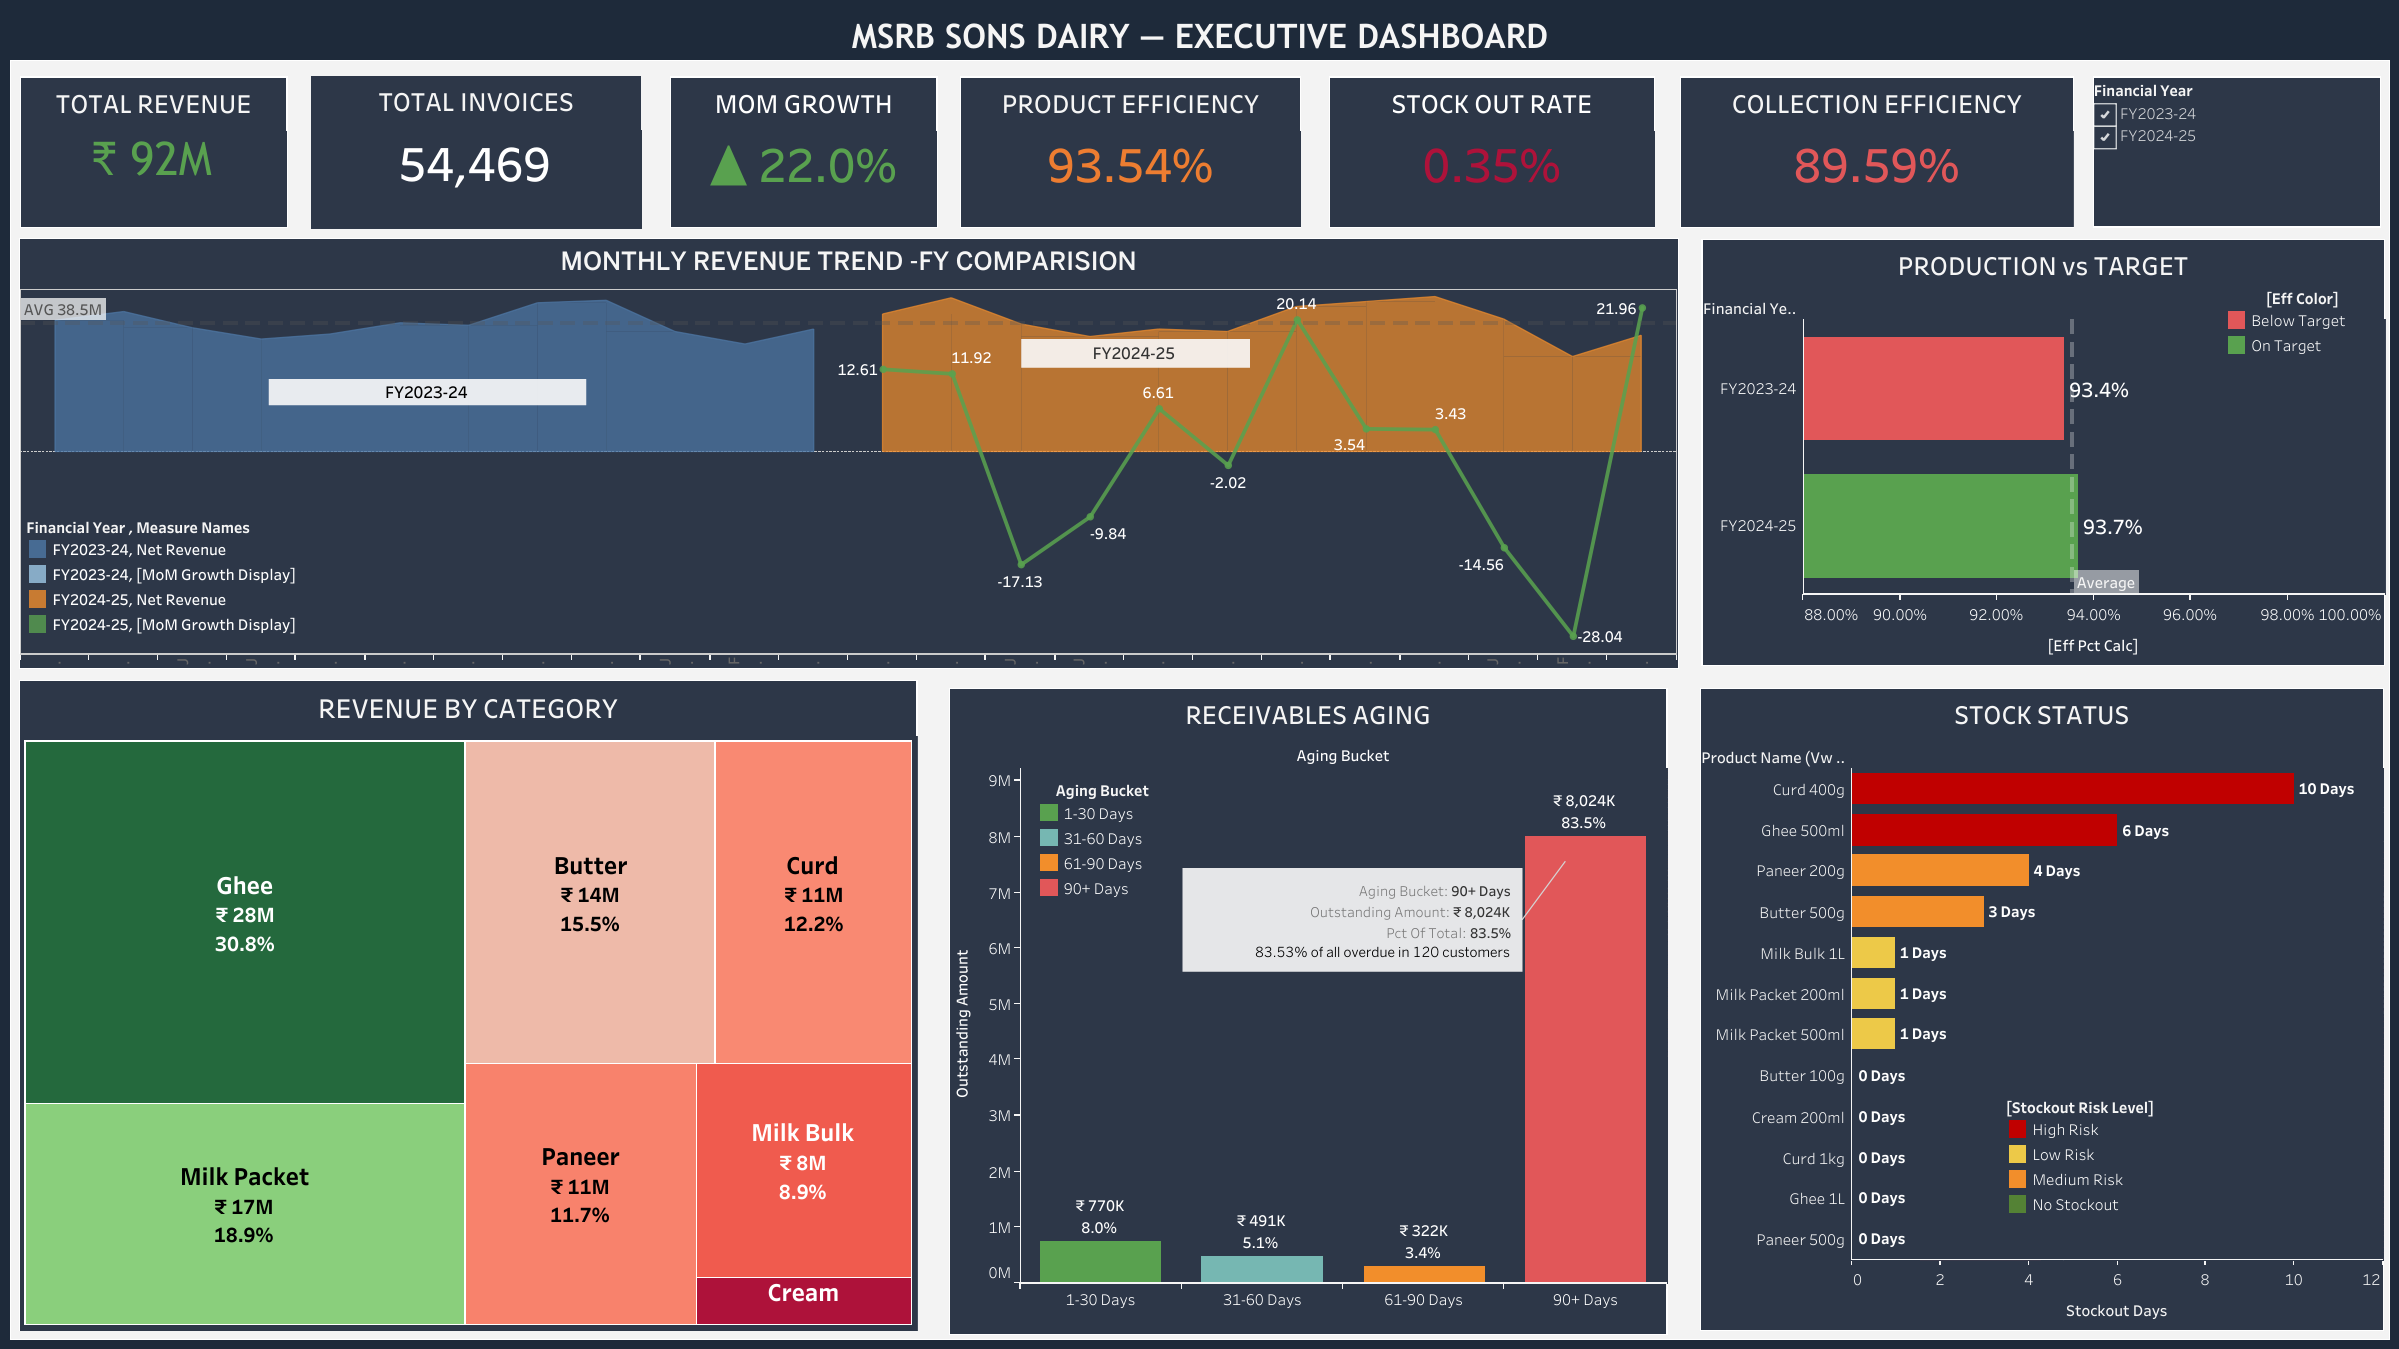 MSRB SONS DAIRY — EXECUTIVE DASHBOARD
TOTAL REVENUE
₹ 92M
TOTAL INVOICES
54,469
MOM GROWTH
▲ 22.0%
PRODUCT EFFICIENCY
93.54%
STOCK OUT RATE
0.35%
COLLECTION EFFICIENCY
89.59%
Financial Year
FY2023-24
FY2024-25
MONTHLY REVENUE TREND -FY COMPARISION
AVG 38.5M
FY2023-24
FY2024-25
12.61
11.92
-17.13
-9.84
6.61
-2.02
20.14
3.54
3.43
-14.56
-28.04
21.96
Financial Year , Measure Names
FY2023-24, Net Revenue
FY2023-24, [MoM Growth Display]
FY2024-25, Net Revenue
FY2024-25, [MoM Growth Display]
PRODUCTION vs TARGET
Financial Ye..
[Eff Color]
Below Target
On Target
FY2023-24
93.4%
FY2024-25
93.7%
Average
88.00% 90.00% 92.00% 94.00% 96.00% 98.00% 100.00%
[Eff Pct Calc]
REVENUE BY CATEGORY
Ghee
₹ 28M
30.8%
Milk Packet
₹ 17M
18.9%
Butter
₹ 14M
15.5%
Curd
₹ 11M
12.2%
Paneer
₹ 11M
11.7%
Milk Bulk
₹ 8M
8.9%
Cream
RECEIVABLES AGING
Aging Bucket
Aging Bucket
1-30 Days
31-60 Days
61-90 Days
90+ Days
Outstanding Amount
9M
8M
7M
6M
5M
4M
3M
2M
1M
0M
₹ 770K
8.0%
₹ 491K
5.1%
₹ 322K
3.4%
₹ 8,024K
83.5%
Aging Bucket: 90+ Days
Outstanding Amount: ₹ 8,024K
Pct Of Total: 83.5%
83.53% of all overdue in 120 customers
1-30 Days 31-60 Days 61-90 Days 90+ Days
STOCK STATUS
Product Name (Vw ..
Curd 400g 10 Days
Ghee 500ml 6 Days
Paneer 200g 4 Days
Butter 500g 3 Days
Milk Bulk 1L 1 Days
Milk Packet 200ml 1 Days
Milk Packet 500ml 1 Days
Butter 100g 0 Days
Cream 200ml 0 Days
Curd 1kg 0 Days
Ghee 1L 0 Days
Paneer 500g 0 Days
[Stockout Risk Level]
High Risk
Low Risk
Medium Risk
No Stockout
0 2 4 6 8 10 12
Stockout Days